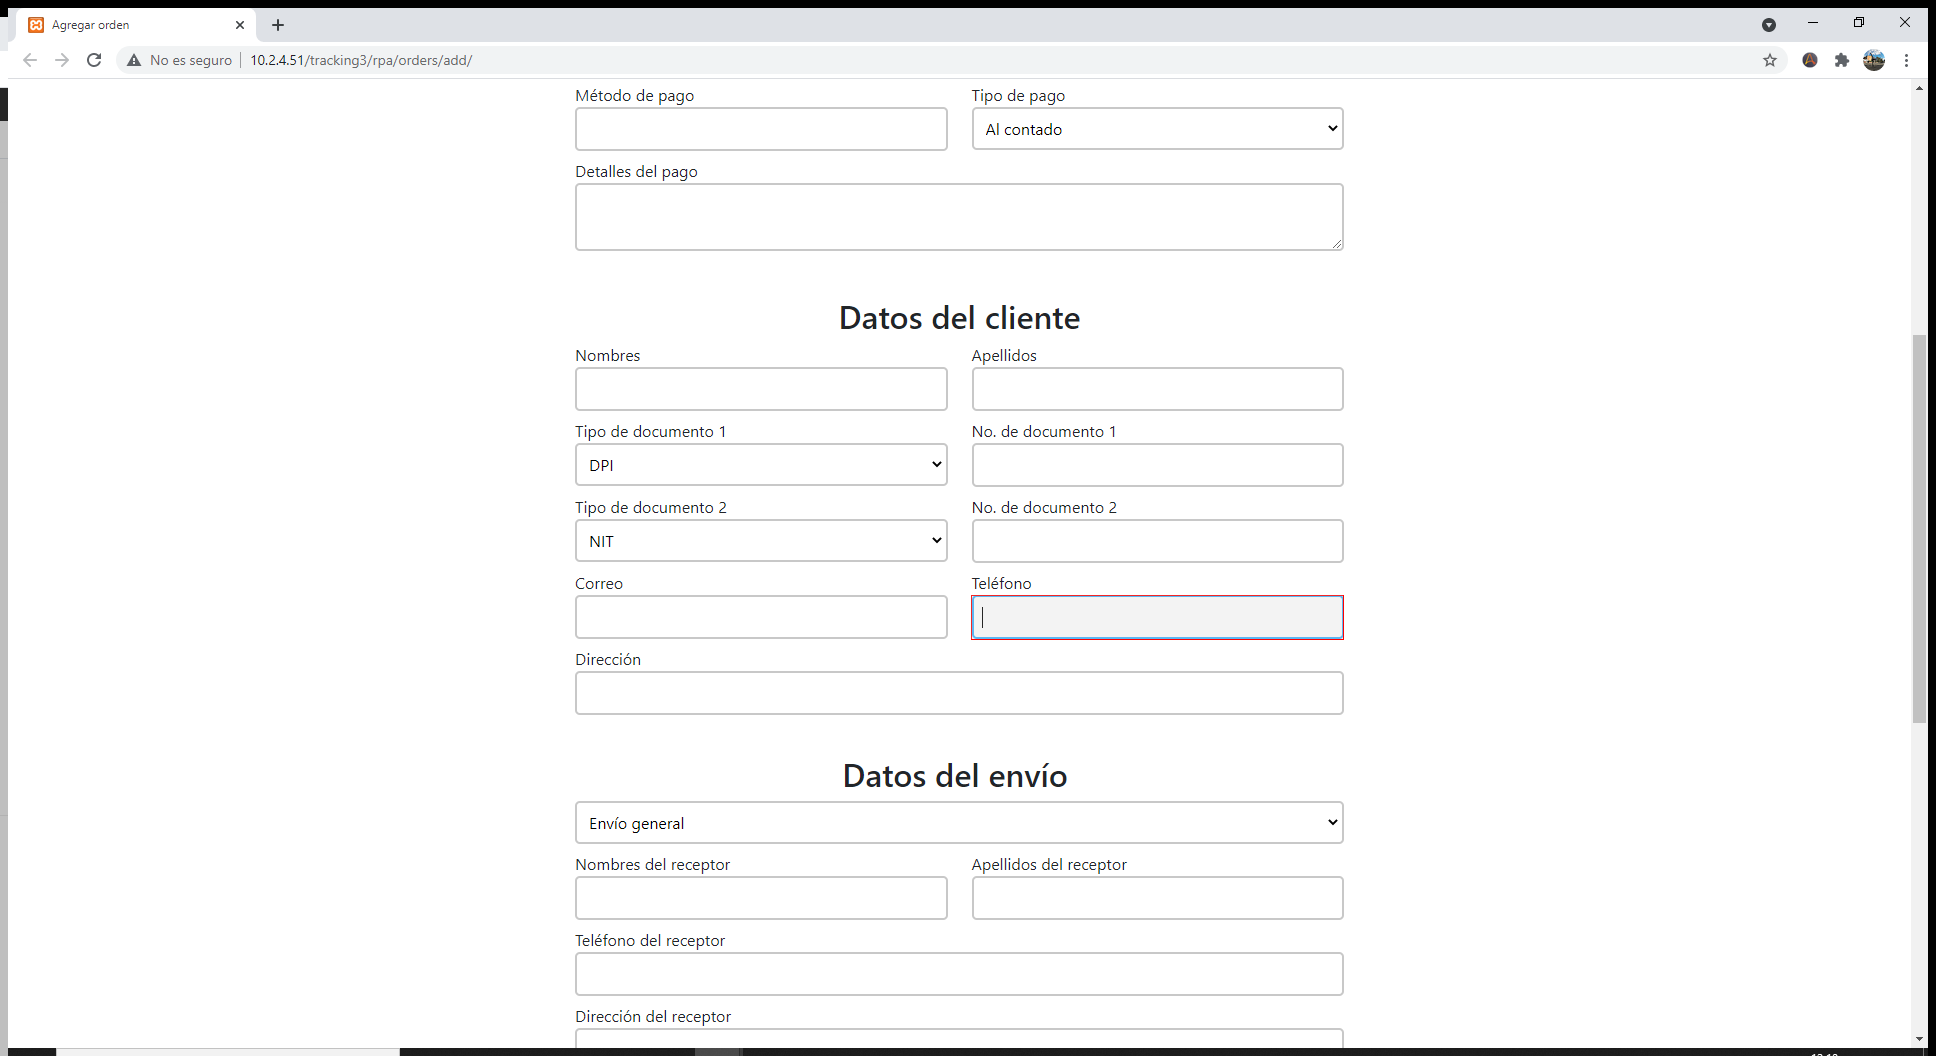 Agregar orden
No es seguro
10.2.4.51/tracking3/rpa/orders/add/
Método de pago
Tipo de pago
Al contado
Detalles del pago
Datos del cliente
Nombres
Apellidos
Tipo de documento 1
No. de documento 1
DPI
Tipo de documento 2
No. de documento 2
NIT
Correo
Teléfono
Dirección
Datos del envío
Envío general
Nombres del receptor
Apellidos del receptor
Teléfono del receptor
Dirección del receptor